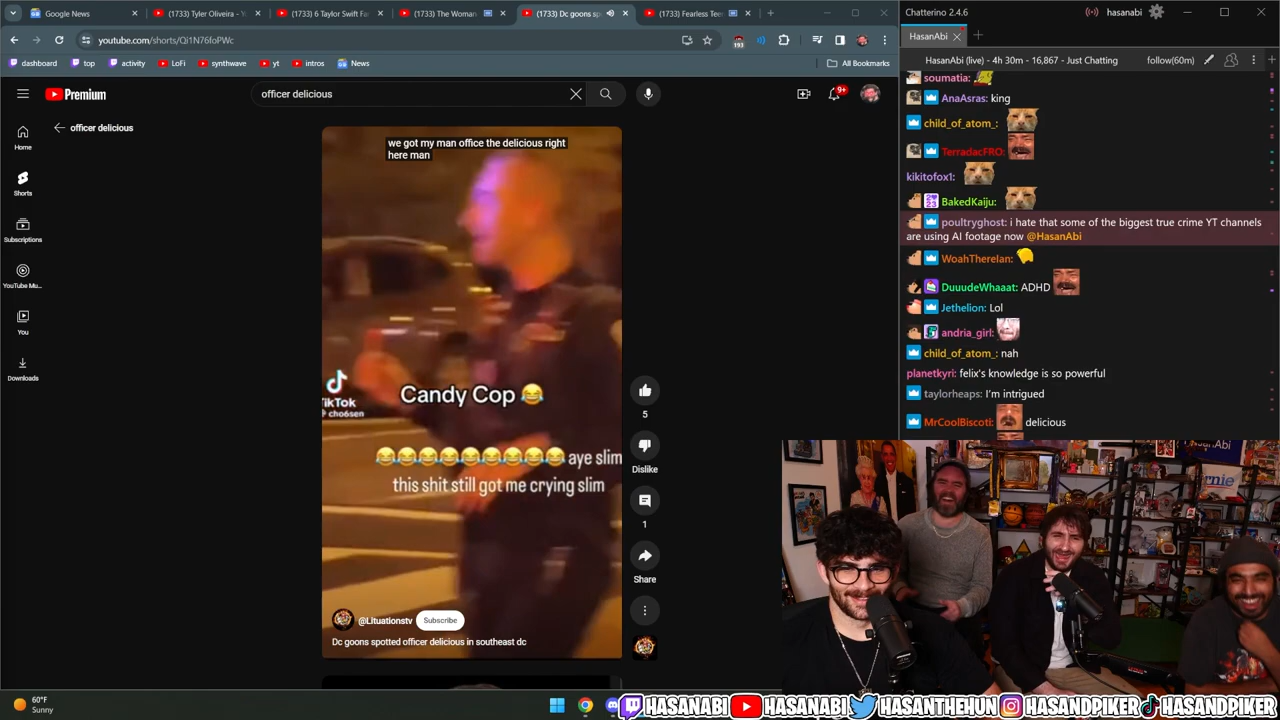 Google News
(1733) Tyler Oliveira –
(1733) 6 Taylor Swift Fa
(1733) The Woman
(1733) Dc goons sp
(1733) Fearless Tee
Chatterino 2.4.6
hasanabi
youtube.com/shorts/Qi1N76foPWc
193
HasanAbi
dashboard
top
activity
LoFi
synthwave
yt
intros
News
All Bookmarks
HasanAbi (live) - 4h 30m - 16,867 - Just Chatting
follow(60m)
Premium
officer delicious
9+
officer delicious
Home
Shorts
Subscriptions
YouTube Mu...
You
Downloads
we got my man office the delicious right
here man
Candy Cop 😂
TikTok
cho6sen
😂😂😂😂😂😂😂😂😂 aye slim
this shit still got me crying slim
@Lituationstv
Subscribe
Dc goons spotted officer delicious in southeast dc
5
Dislike
1
Share
soumatia:
AnaAsras: king
child_of_atom_:
TerradacFRO:
kikitofox1:
BakedKaiju:
poultryghost: i hate that some of the biggest true crime YT channels
are using AI footage now @HasanAbi
WoahThereIan:
DuuudeWhaaat: ADHD
Jethelion: Lol
andria_girl:
child_of_atom_: nah
planetkyri: felix's knowledge is so powerful
taylorheaps: I'm intrigued
MrCoolBiscoti: delicious
Bernie
60°F
Sunny
HASANABI
HASANABI
HASANTHEHUN
HASANDPIKER
HASANDPIKER